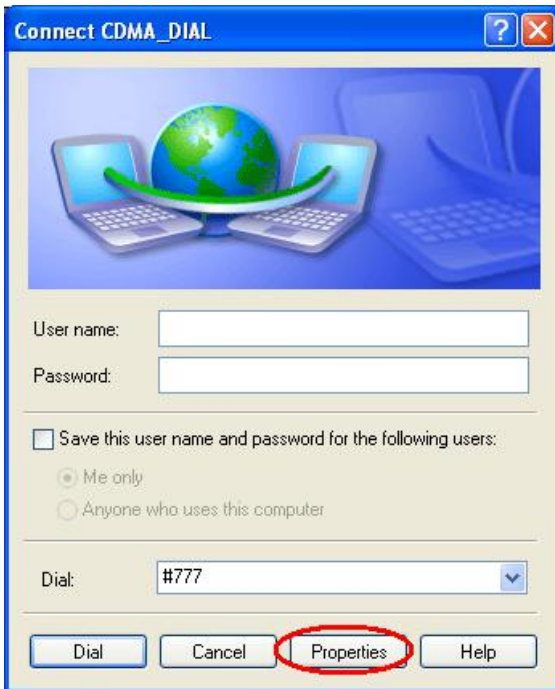 Connect CDMA_DIAL
User name:
Password:
Save this user name and password for the following users:
Me only
Anyone who uses this computer
Dial: #777
Dial Cancel Properties Help